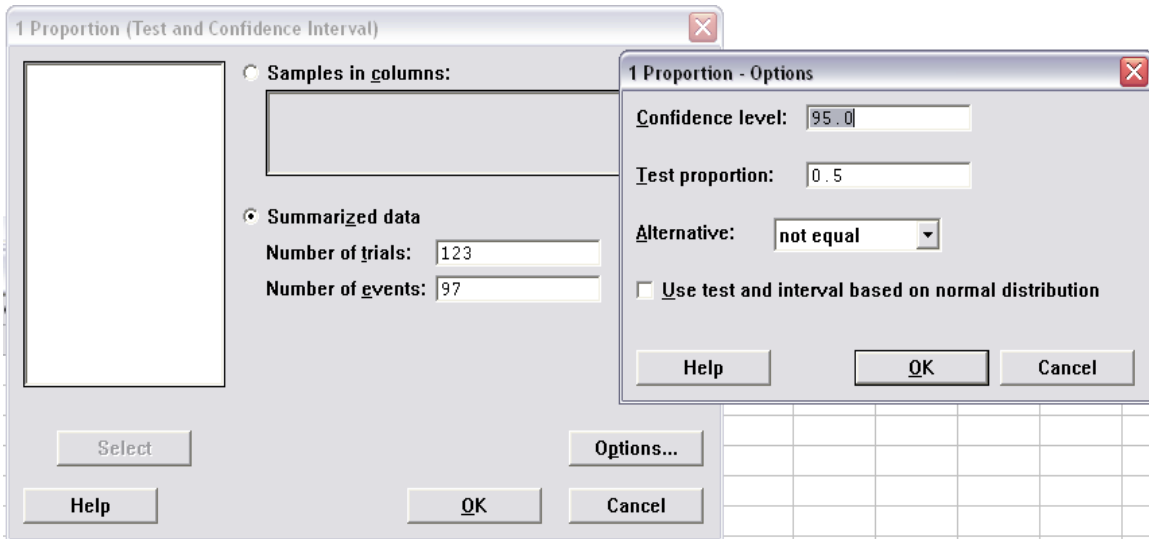 1 Proportion (Test and Confidence Interval)
Samples in columns:
Summarized data
Number of trials: 123
Number of events: 97
Select
Options...
Help
OK
Cancel
1 Proportion - Options
Confidence level: 95.0
Test proportion: 0.5
Alternative: not equal
Use test and interval based on normal distribution
Help
OK
Cancel